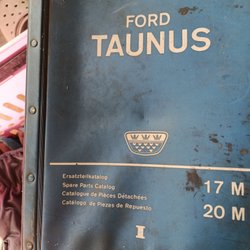 FORD
TAUNUS
Ersatzteilkatalog
Spare Parts Catalog
Catalogue de Pièces Détachées
Catálogo de Piezas de Repuesto
17 M
20 M
I